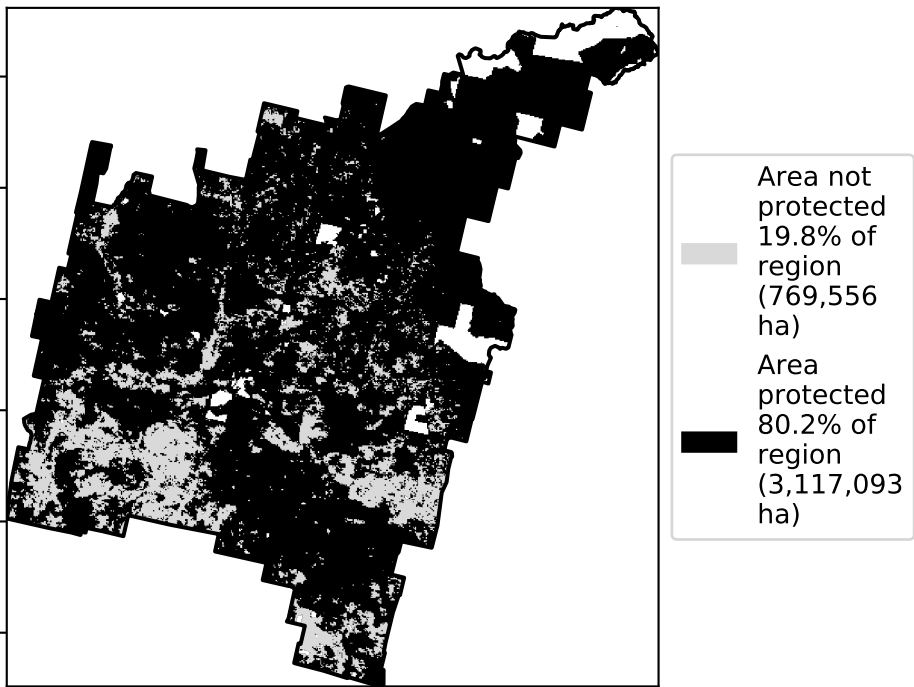 Area not
protected
19.8% of
region
(769,556
ha)
Area
protected
80.2% of
region
(3,117,093
ha)